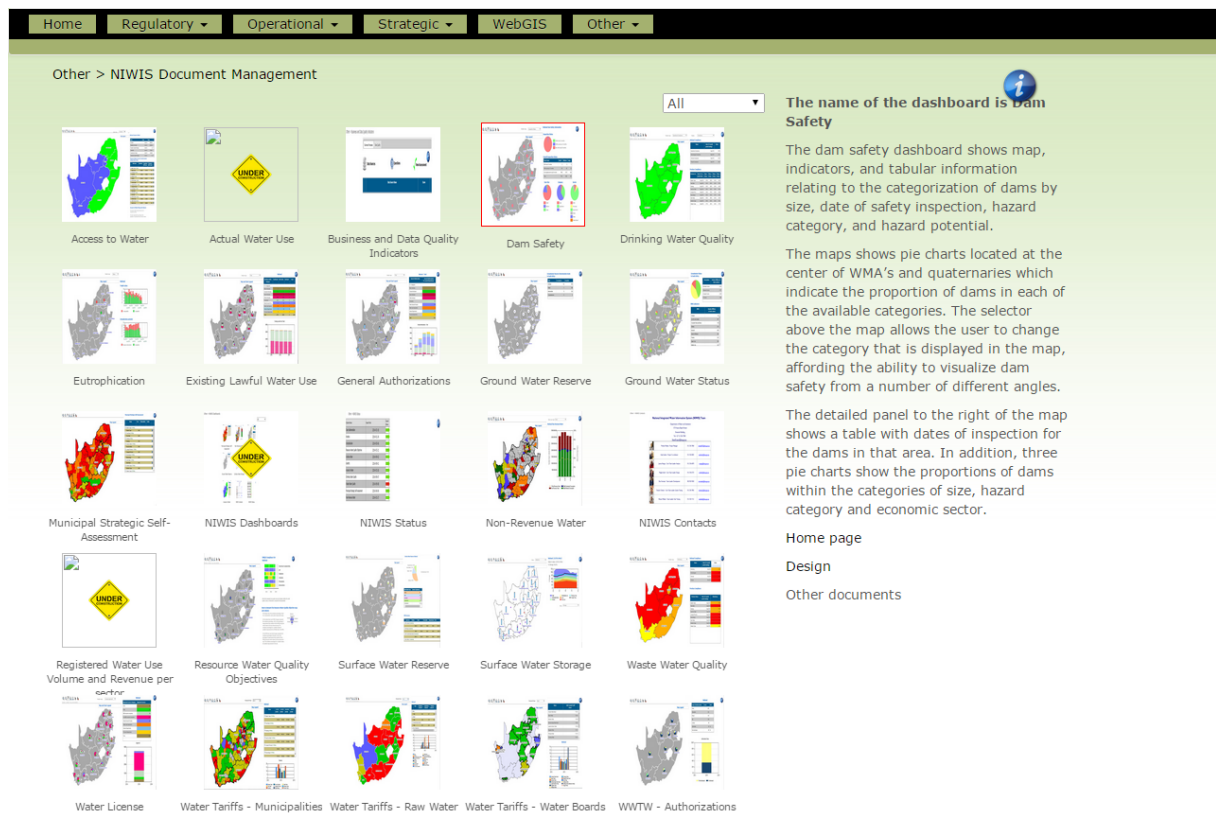 Home Regulatory Operational Strategic WebGIS Other
Other > NIWIS Document Management
All
Access to Water
UNDER
CONSTRUCTION
Actual Water Use
Business and Data Quality
Indicators
Dam Safety
Drinking Water Quality
Eutrophication
Existing Lawful Water Use
General Authorizations
Ground Water Reserve
Ground Water Status
Municipal Strategic Self-
Assessment
UNDER
CONSTRUCTION
NIWIS Dashboards
NIWIS Status
Non-Revenue Water
NIWIS Contacts
UNDER
CONSTRUCTION
Registered Water Use
Volume and Revenue per
sector
Resource Water Quality
Objectives
Surface Water Reserve
Surface Water Storage
Waste Water Quality
Water License
Water Tariffs - Municipalities
Water Tariffs - Raw Water
Water Tariffs - Water Boards
WWTW - Authorizations
i
The name of the dashboard is Dam
Safety
The dam safety dashboard shows map,
indicators, and tabular information
relating to the categorization of dams by
size, date of safety inspection, hazard
category, and hazard potential.
The maps shows pie charts located at the
center of WMA's and quaternaries which
indicate the proportion of dams in each of
the available categories. The selector
above the map allows the user to change
the category that is displayed in the map,
affording the ability to visualize dam
safety from a number of different angles.
The detailed panel to the right of the map
shows a table with dates of inspection for
the dams in that area. In addition, three
pie charts show the proportions of dams
within the categories of size, hazard
category and economic sector.
Home page
Design
Other documents